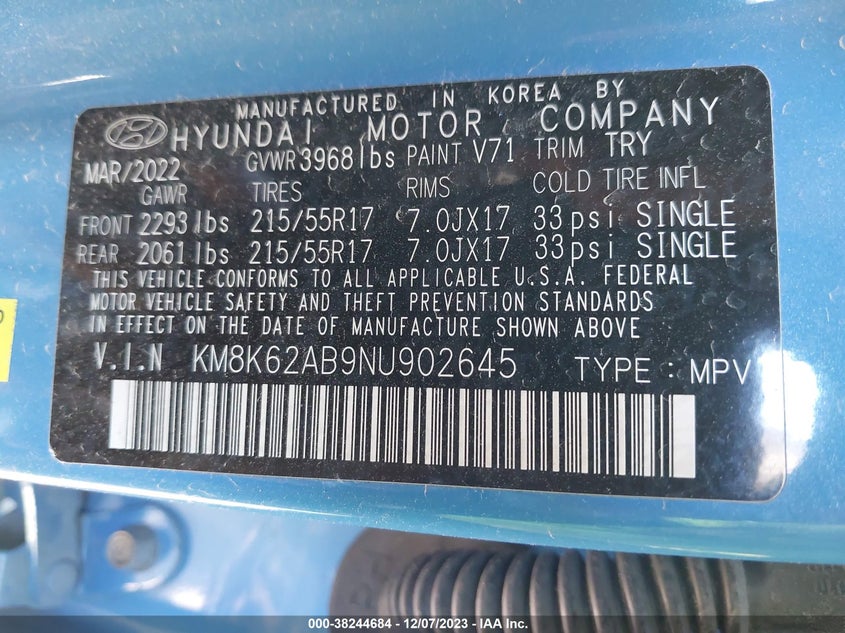 MANUFACTURED IN KOREA BY
HYUNDAI MOTOR COMPANY
MAR/2022 GVWR 3968lbs PAINT V71 TRIM TRY
GAWR TIRES RIMS COLD TIRE INFL
FRONT 2293lbs 215/55R17 7.0JX17 33psi SINGLE
REAR 2061lbs 215/55R17 7.0JX17 33psi SINGLE
THIS VEHICLE CONFORMS TO ALL APPLICABLE U.S.A. FEDERAL
MOTOR VEHICLE SAFETY AND THEFT PREVENTION STANDARDS
IN EFFECT ON THE DATE OF MANUFACTURE SHOWN ABOVE.
V.I.N KM8K62AB9NU902645 TYPE : MPV
000-38244684 - 12/07/2023 - IAA Inc.